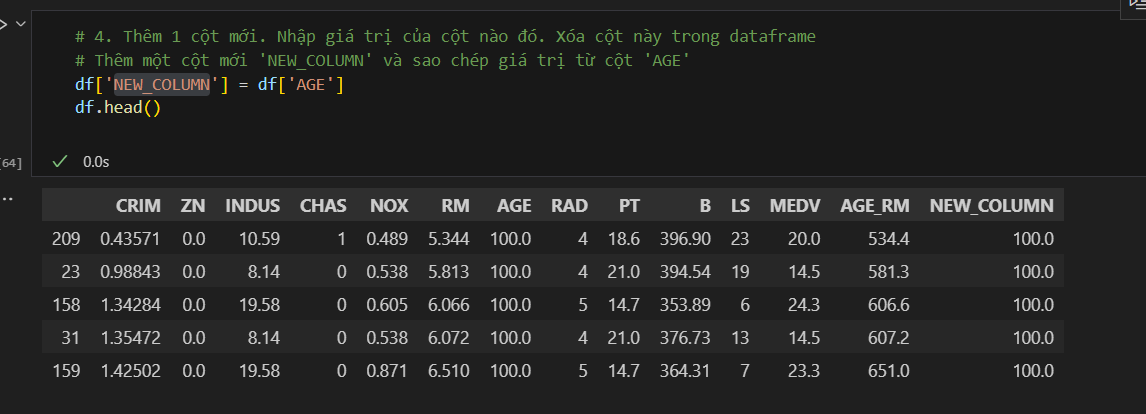 # 4. Thêm 1 cột mới. Nhập giá trị của cột nào đó. Xóa cột này trong dataframe
# Thêm một cột mới 'NEW_COLUMN' và sao chép giá trị từ cột 'AGE'
df['NEW_COLUMN'] = df['AGE']
df.head()
[64] 0.0s
CRIM ZN INDUS CHAS NOX RM AGE RAD PT B LS MEDV AGE_RM NEW_COLUMN
209 0.43571 0.0 10.59 1 0.489 5.344 100.0 4 18.6 396.90 23 20.0 534.4 100.0
23 0.98843 0.0 8.14 0 0.538 5.813 100.0 4 21.0 394.54 19 14.5 581.3 100.0
158 1.34284 0.0 19.58 0 0.605 6.066 100.0 5 14.7 353.89 6 24.3 606.6 100.0
31 1.35472 0.0 8.14 0 0.538 6.072 100.0 4 21.0 376.73 13 14.5 607.2 100.0
159 1.42502 0.0 19.58 0 0.871 6.510 100.0 5 14.7 364.31 7 23.3 651.0 100.0